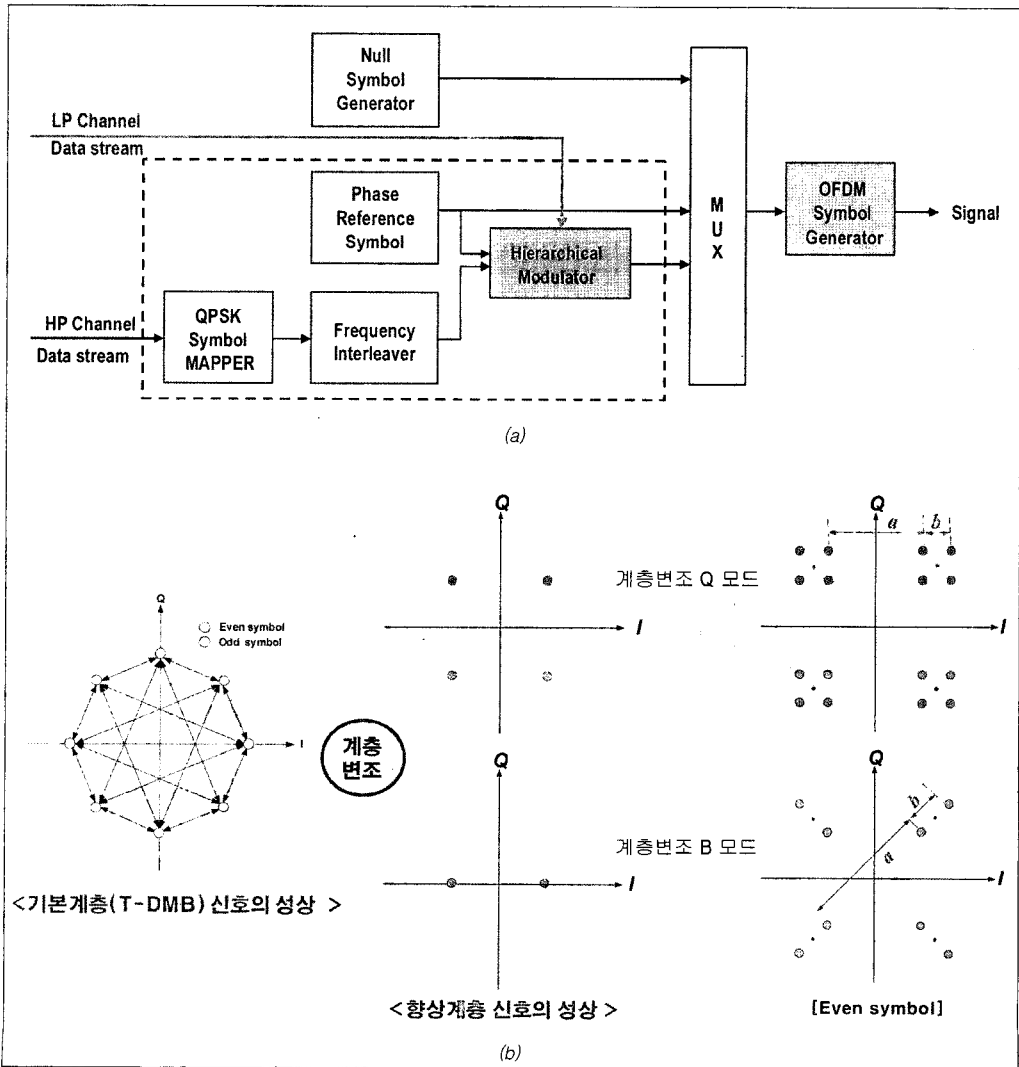 Null
Symbol
Generator
LP Channel
Data stream
Phase
Reference
Symbol
Hierarchical
Modulator
M
U
X
OFDM
Symbol
Generator
Signal
HP Channel
Data stream
QPSK
Symbol
MAPPER
Frequency
Interleaver
(a)
Q
Even symbol
Odd symbol
I
<기본계층(T-DMB) 신호의 성상 >
계층
변조
Q
I
계층변조 Q 모드
Q
a
b
I
Q
I
계층변조 B 모드
Q
b
a
I
<향상계층 신호의 성상 >
[Even symbol]
(b)